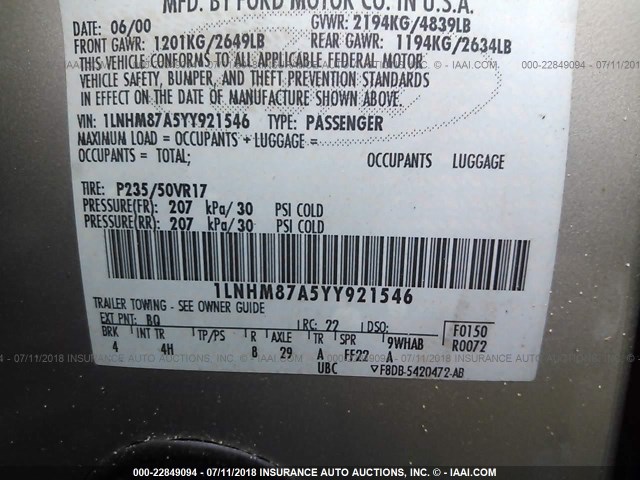 MFD. BY FORD MOTOR CO. IN U.S.A.
DATE: 06/00 GVWR: 2194KG/4839LB
FRONT GAWR: 1201KG/2649LB REAR GAWR: 1194KG/2634LB
THIS VEHICLE CONFORMS TO ALL APPLICABLE FEDERAL MOTOR
VEHICLE SAFETY, BUMPER, AND THEFT PREVENTION STANDARDS
IN EFFECT ON THE DATE OF MANUFACTURE SHOWN ABOVE.
VIN: 1LNHM87A5YY921546 TYPE: PASSENGER
MAXIMUM LOAD = OCCUPANTS + LUGGAGE =
OCCUPANTS = TOTAL; OCCUPANTS LUGGAGE
TIRE: P235/50VR17
PRESSURE(FR): 207 kPa/30 PSI COLD
PRESSURE(RR): 207 kPa/30 PSI COLD
1LNHM87A5YY921546
TRAILER TOWING - SEE OWNER GUIDE
EXT PNT: BQ RC: 22 DSO: F0150
BRK INT TR TP/PS R AXLE TR SPR 9WHAB R0072
4 4H B 29 A FF22 A
UBC ▽F8DB-5420472-AB
000-22849094 - 07/11/2018 INSURANCE AUTO AUCTIONS, INC. - © - IAAI.COM